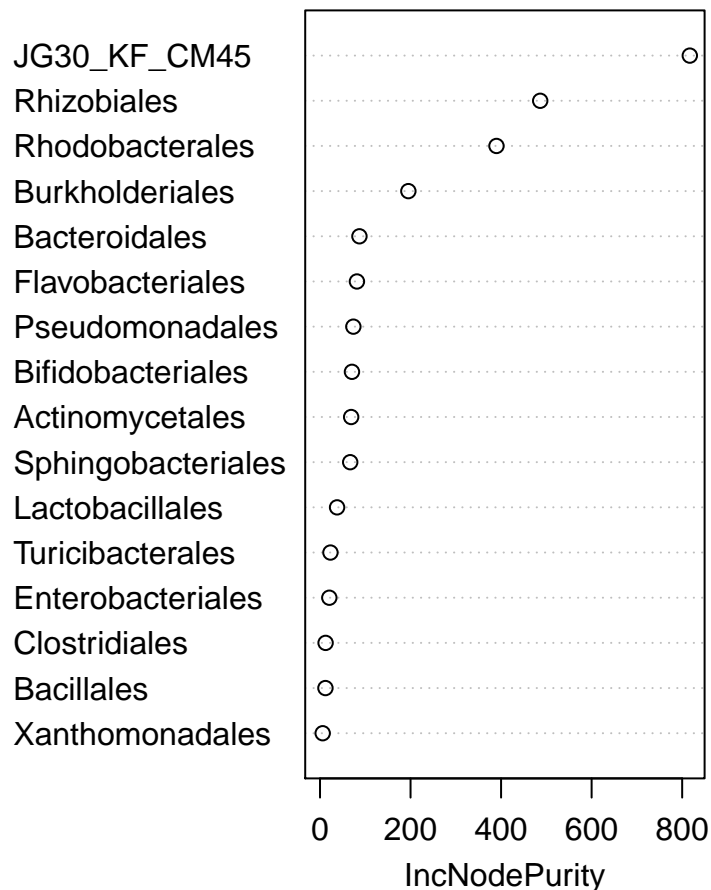 JG30_KF_CM45
Rhizobiales
Rhodobacterales
Burkholderiales
Bacteroidales
Flavobacteriales
Pseudomonadales
Bifidobacteriales
Actinomycetales
Sphingobacteriales
Lactobacillales
Turicibacterales
Enterobacteriales
Clostridiales
Bacillales
Xanthomonadales
0 200 400 600 800
IncNodePurity